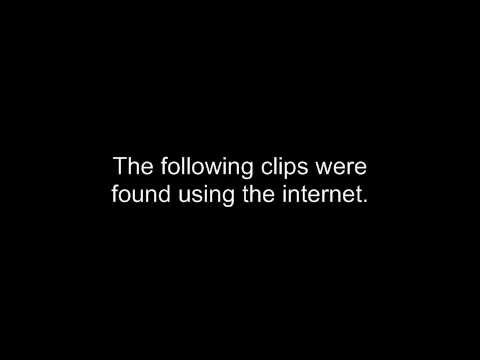 The following clips were
found using the internet.